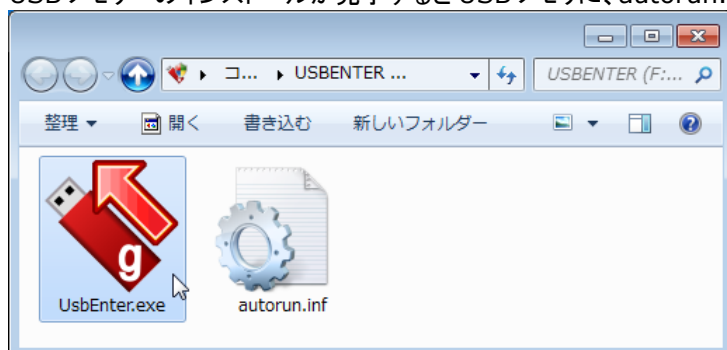 USBメモリーのインストールが完了するとUSBメモリに、autorun.
コ... USBENTER ... USBENTER (F:...
整理 開く 書き込む 新しいフォルダー
g
UsbEnter.exe autorun.inf